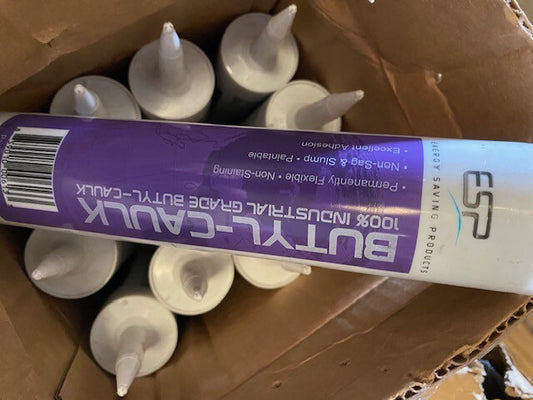 ESP
ENERGY SAVING PRODUCTS
BUTYL-CAULK
100% INDUSTRIAL GRADE BUTYL-CAULK
• Permanently Flexible • Non-Staining
• Non-Sag & Slump • Paintable
• Excellent Adhesion